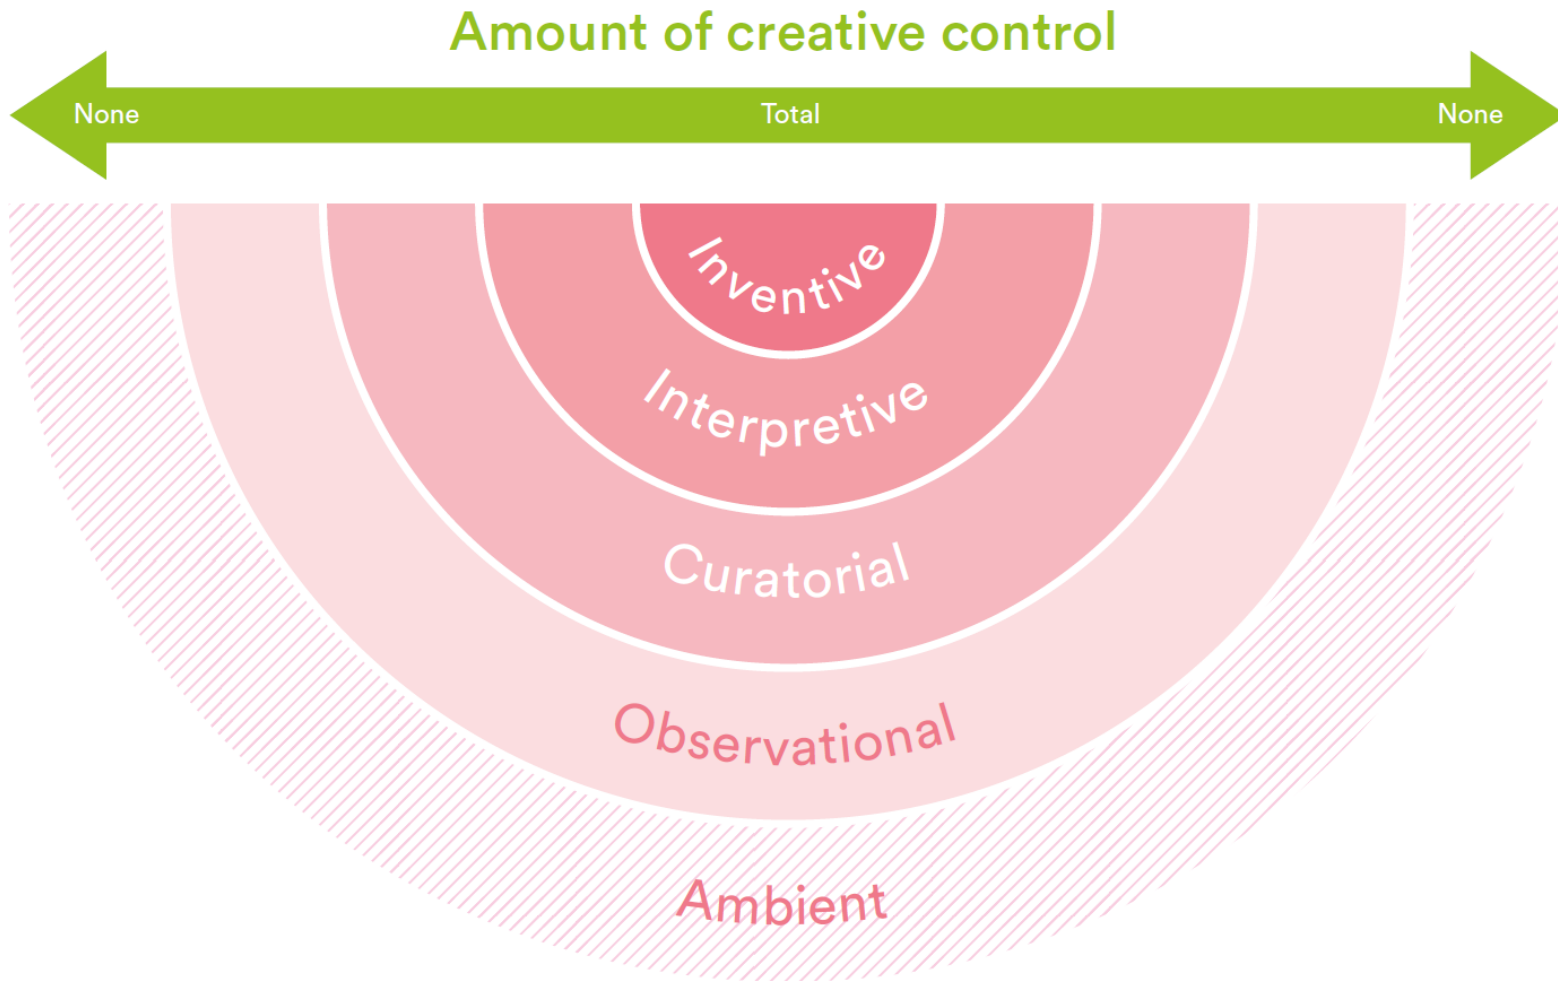 Amount of creative control
None Total None
Inventive
Interpretive
Curatorial
Observational
Ambient